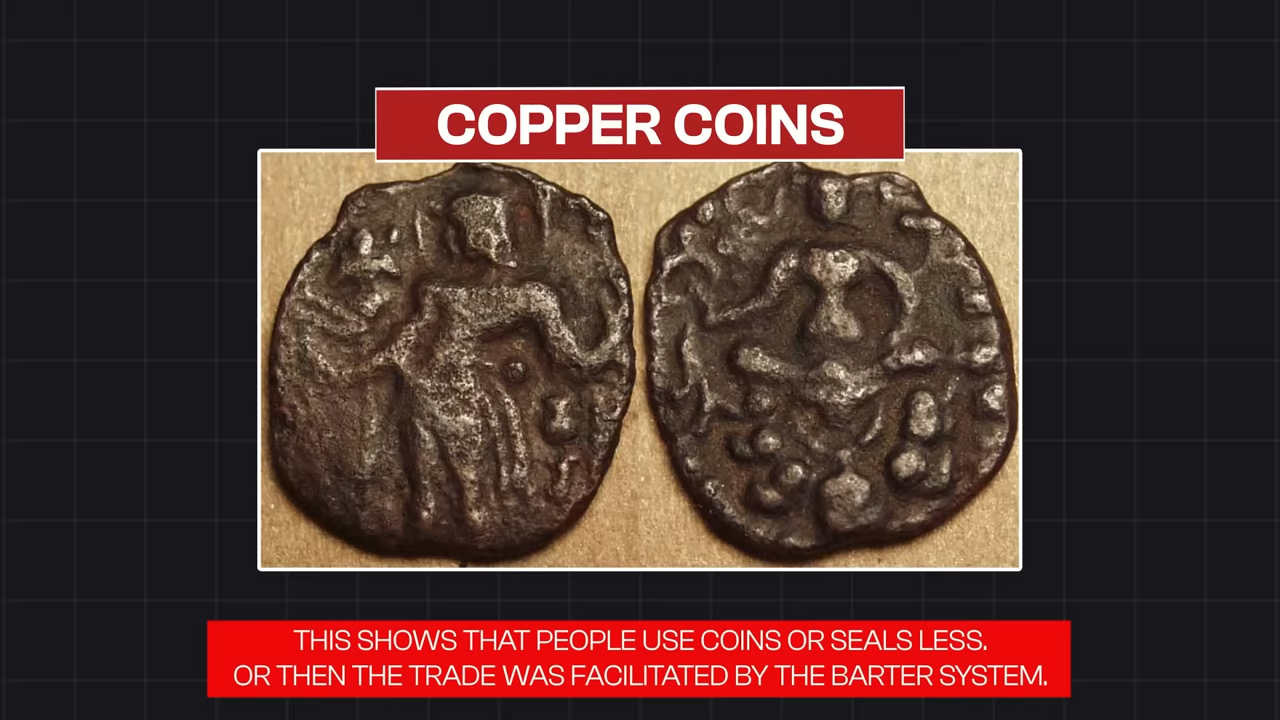 COPPER COINS
THIS SHOWS THAT PEOPLE USE COINS OR SEALS LESS.
OR THEN THE TRADE WAS FACILITATED BY THE BARTER SYSTEM.